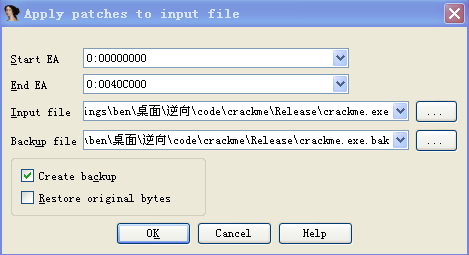 Apply patches to input file
Start EA 0:00000000
End EA 0:0040C000
Input file ings\ben\桌面\逆向\code\crackme\Release\crackme.exe ...
Backup file \ben\桌面\逆向\code\crackme\Release\crackme.exe.bak ...
Create backup
Restore original bytes
OK Cancel Help